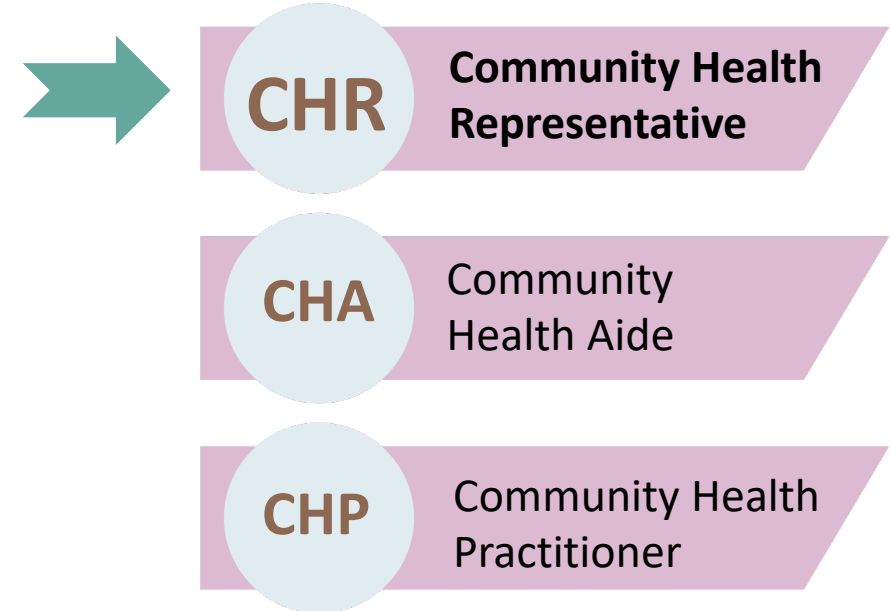 CHR
Community Health
Representative
CHA
Community
Health Aide
CHP
Community Health
Practitioner